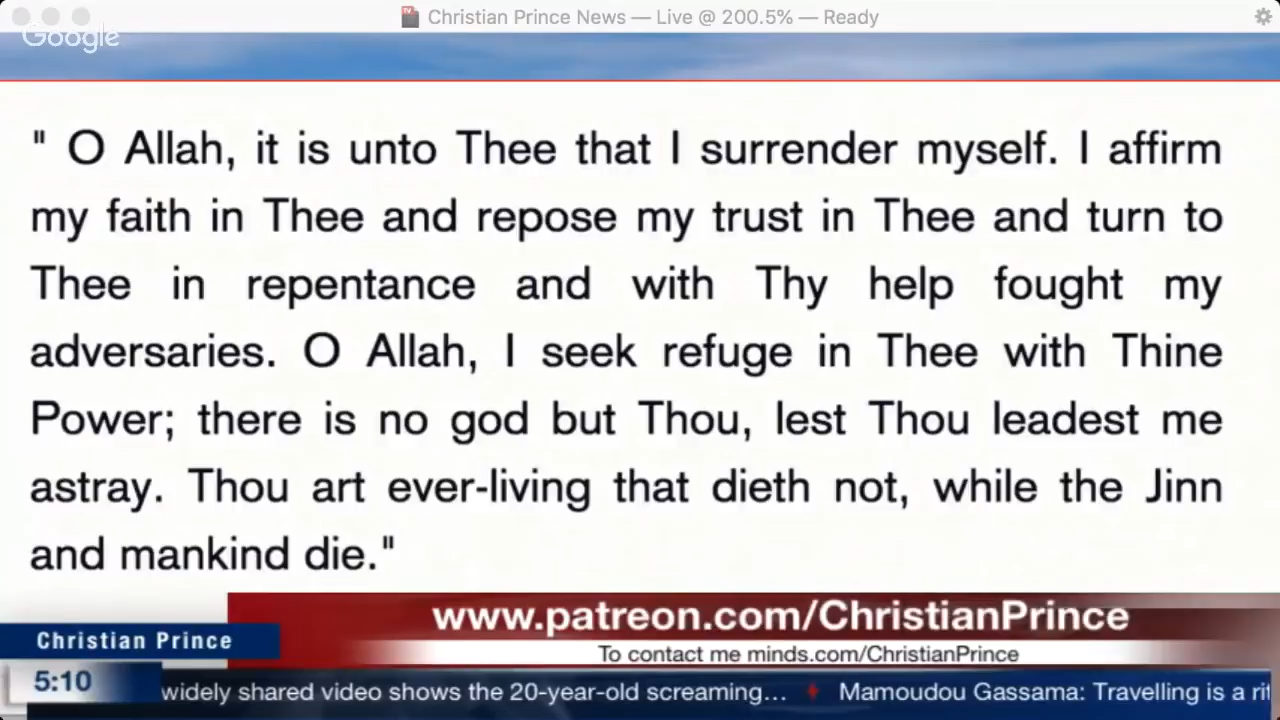 Christian Prince News — Live @ 200.5% — Ready
Google
" O Allah, it is unto Thee that I surrender myself. I affirm
my faith in Thee and repose my trust in Thee and turn to
Thee in repentance and with Thy help fought my
adversaries. O Allah, I seek refuge in Thee with Thine
Power; there is no god but Thou, lest Thou leadest me
astray. Thou art ever-living that dieth not, while the Jinn
and mankind die."
www.patreon.com/ChristianPrince
Christian Prince
To contact me minds.com/ChristianPrince
5:10
widely shared video shows the 20-year-old screaming... Mamoudou Gassama: Travelling is a